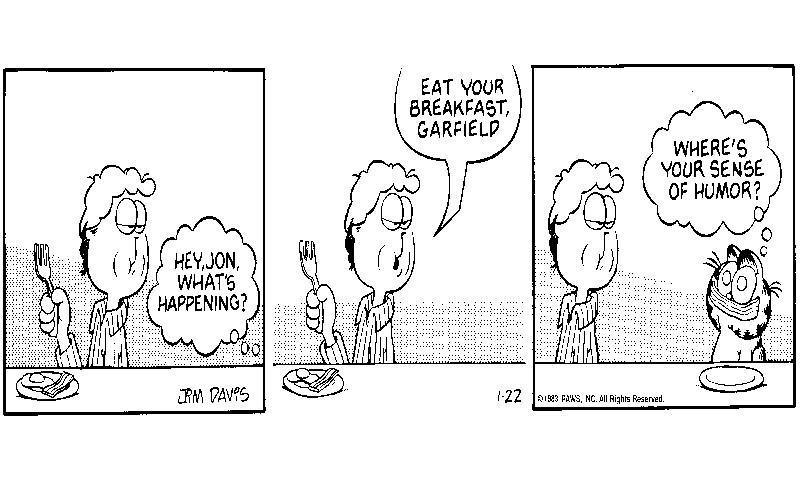 HEY, JON,
WHAT'S
HAPPENING?
JIM DAVIS
EAT YOUR
BREAKFAST,
GARFIELD
1-22
WHERE'S
YOUR SENSE
OF HUMOR?
©1983 PAWS, INC. All Rights Reserved.